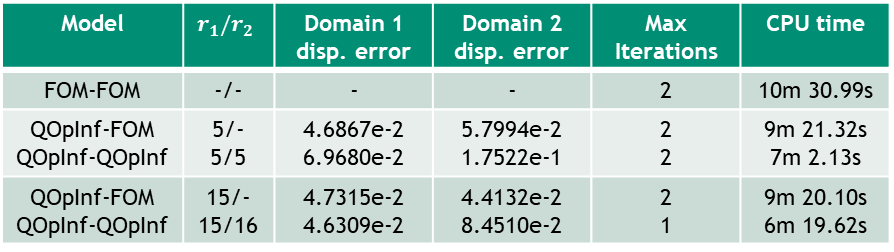 Model r₁/r₂ Domain 1 disp. error Domain 2 disp. error Max Iterations CPU time
FOM-FOM -/- - - 2 10m 30.99s
QOpInf-FOM 5/- 4.6867e-2 5.7994e-2 2 9m 21.32s
QOpInf-QOpInf 5/5 6.9680e-2 1.7522e-1 2 7m 2.13s
QOpInf-FOM 15/- 4.7315e-2 4.4132e-2 2 9m 20.10s
QOpInf-QOpInf 15/16 4.6309e-2 8.4510e-2 1 6m 19.62s